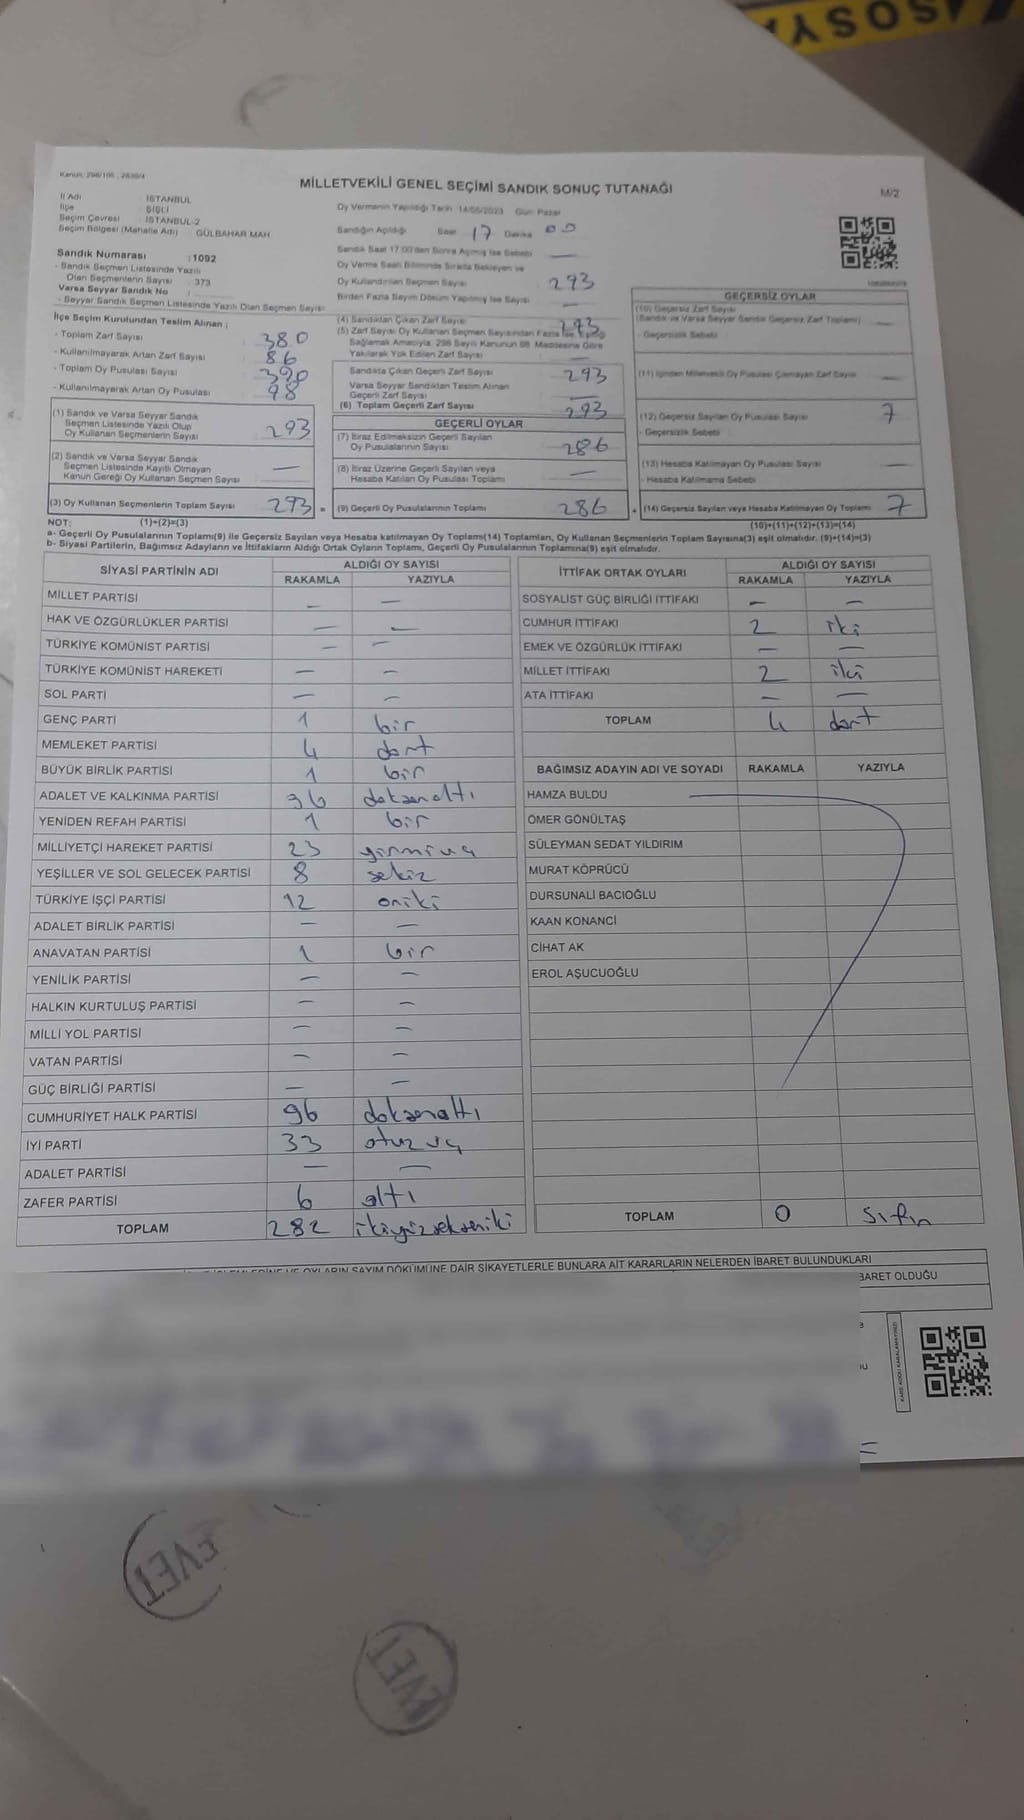 SOSYA
Kanun: 298/105 , 2839/4
MİLLETVEKİLİ GENEL SEÇİMİ SANDIK SONUÇ TUTANAĞI
M/2
İl Adı : İSTANBUL
İlçe : ŞİŞLİ
Seçim Çevresi : İSTANBUL-2
Seçim Bölgesi (Mahalle Adı) GÜLBAHAR MAH.
Oy Vermenin Yapıldığı Tarih: 14/05/2023 Gün: Pazar
Sandığın Açıldığı Saat 17 Dakika 00
Sandık Saat 17:00'den Sonra Açılmış İse Sebebi —
Oy Verme Saati Bitiminde Sırada Bekleyen ve
Oy Kullandırılan Seçmen Sayısı 293
Birden Fazla Sayım Döküm Yapılmış İse Sayısı —
Sandık Numarası :1092
- Sandık Seçmen Listesinde Yazılı
Olan Seçmenlerin Sayısı : 373
Varsa Seyyar Sandık No :
- Seyyar Sandık Seçmen Listesinde Yazılı Olan Seçmen Sayısı
İlçe Seçim Kurulundan Teslim Alınan :
- Toplam Zarf Sayısı 380
- Kullanılmayarak Artan Zarf Sayısı 86
- Toplam Oy Pusulası Sayısı 390
- Kullanılmayarak Artan Oy Pusulası 98
(1) Sandık ve Varsa Seyyar Sandık
Seçmen Listesinde Yazılı Olup
Oy Kullanan Seçmenlerin Sayısı 293
(2) Sandık ve Varsa Seyyar Sandık
Seçmen Listesinde Kayıtlı Olmayan
Kanun Gereği Oy Kullanan Seçmen Sayısı —
(3) Oy Kullanan Seçmenlerin Toplam Sayısı 293 =
(4) Sandıktan Çıkan Zarf Sayısı 293
(5) Zarf Sayısı Oy Kullanan Seçmen Sayısından Fazla İse, Eşitliği
Sağlamak Amacıyla, 298 Sayılı Kanunun 98. Maddesine Göre
Yakılarak Yok Edilen Zarf Sayısı —
Sandıkta Çıkan Geçerli Zarf Sayısı 293
Varsa Seyyar Sandıktan Teslim Alınan
Geçerli Zarf Sayısı —
(6) Toplam Geçerli Zarf Sayısı 293
GEÇERLİ OYLAR
(7) İtiraz Edilmeksizin Geçerli Sayılan
Oy Pusulalarının Sayısı 286
(8) İtiraz Üzerine Geçerli Sayılan veya
Hesaba Katılan Oy Pusulası Toplamı —
(9) Geçerli Oy Pusulalarının Toplamı 286 +
GEÇERSİZ OYLAR
(10) Geçersiz Zarf Sayısı
(Sandık ve Varsa Seyyar Sandık Geçersiz Zarf Toplamı) —
- Geçersizlik Sebebi
(11) İçinden Milletvekili Oy Pusulası Çıkmayan Zarf Sayısı —
(12) Geçersiz Sayılan Oy Pusulası Sayısı 7
- Geçersizlik Sebebi :
(13) Hesaba Katılmayan Oy Pusulası Sayısı —
- Hesaba Katılmama Sebebi
(14) Geçersiz Sayılan veya Hesaba Katılmayan Oy Toplamı 7
NOT: (1)+(2)=(3) (10)+(11)+(12)+(13)=(14)
a- Geçerli Oy Pusulalarının Toplamı(9) ile Geçersiz Sayılan veya Hesaba Katılmayan Oy Toplamı(14) Toplamları, Oy Kullanan Seçmenlerin Toplam Sayısına(3) eşit olmalıdır. (9)+(14)=(3)
b- Siyasi Partilerin, Bağımsız Adayların ve İttifakların Aldığı Ortak Oyların Toplamı, Geçerli Oy Pusulalarının Toplamına(9) eşit olmalıdır.
SİYASİ PARTİNİN ADI ALDIĞI OY SAYISI
RAKAMLA YAZIYLA
MİLLET PARTİSİ — —
HAK VE ÖZGÜRLÜKLER PARTİSİ — —
TÜRKİYE KOMÜNİST PARTİSİ — —
TÜRKİYE KOMÜNİST HAREKETİ — —
SOL PARTİ — —
GENÇ PARTİ 1 bir
MEMLEKET PARTİSİ 4 dört
BÜYÜK BİRLİK PARTİSİ 1 bir
ADALET VE KALKINMA PARTİSİ 96 doksanaltı
YENİDEN REFAH PARTİSİ 1 bir
MİLLİYETÇİ HAREKET PARTİSİ 23 yirmiüç
YEŞİLLER VE SOL GELECEK PARTİSİ 8 sekiz
TÜRKİYE İŞÇİ PARTİSİ 12 oniki
ADALET BİRLİK PARTİSİ — —
ANAVATAN PARTİSİ 1 bir
YENİLİK PARTİSİ — —
HALKIN KURTULUŞ PARTİSİ — —
MİLLİ YOL PARTİSİ — —
VATAN PARTİSİ — —
GÜÇ BİRLİĞİ PARTİSİ — —
CUMHURİYET HALK PARTİSİ 96 doksanaltı
İYİ PARTİ 33 otuzüç
ADALET PARTİSİ — —
ZAFER PARTİSİ 6 altı
TOPLAM 282 ikiyüzsekseniki
İTTİFAK ORTAK OYLARI ALDIĞI OY SAYISI
RAKAMLA YAZIYLA
SOSYALİST GÜÇ BİRLİĞİ İTTİFAKI — —
CUMHUR İTTİFAKI 2 iki
EMEK VE ÖZGÜRLÜK İTTİFAKI — —
MİLLET İTTİFAKI 2 iki
ATA İTTİFAKI — —
TOPLAM 4 dört
BAĞIMSIZ ADAYIN ADI VE SOYADI RAKAMLA YAZIYLA
HAMZA BULDU
ÖMER GÖNÜLTAŞ
SÜLEYMAN SEDAT YILDIRIM
MURAT KÖPRÜCÜ
DURSUNALİ BACIOĞLU
KAAN KONANCİ
CİHAT AK
EROL AŞUCUOĞLU
TOPLAM 0 sıfır
İŞLEMLERİNE VE OYLARIN SAYIM DÖKÜMÜNE DAİR ŞİKAYETLERLE BUNLARA AİT KARARLARIN NELERDEN İBARET BULUNDUKLARI
BARET OLDUĞU
KARE KODU KARALAMAYINIZ!
EVET
EVET